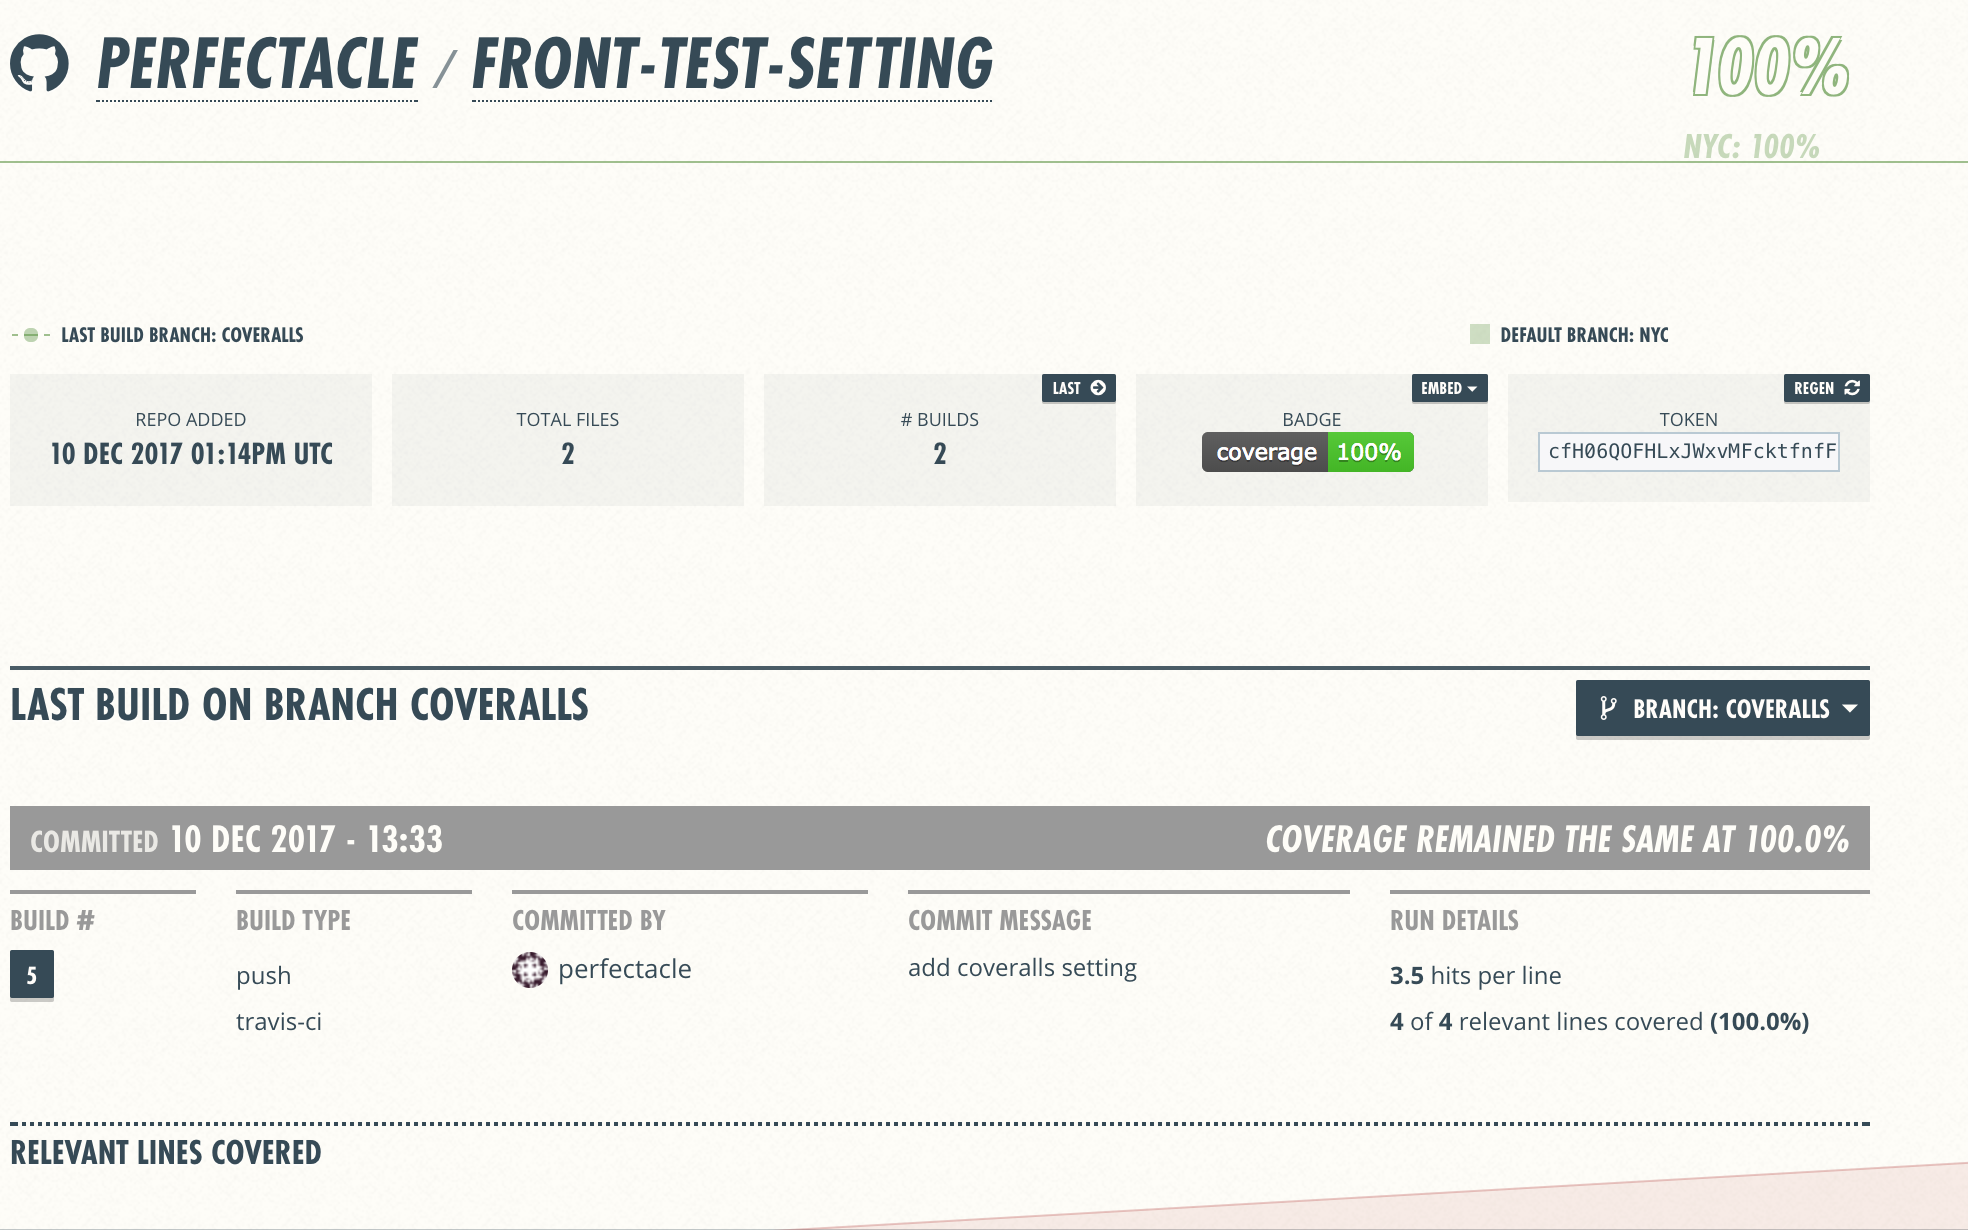 PERFECTACLE / FRONT-TEST-SETTING
100%
NYC: 100%
LAST BUILD BRANCH: COVERALLS
DEFAULT BRANCH: NYC
REPO ADDED
10 DEC 2017 01:14PM UTC
TOTAL FILES
2
LAST
# BUILDS
2
EMBED
BADGE
coverage 100%
REGEN
TOKEN
cfH06QOFHLxJWxvMFcktfnfF
LAST BUILD ON BRANCH COVERALLS
BRANCH: COVERALLS
COMMITTED 10 DEC 2017 - 13:33
COVERAGE REMAINED THE SAME AT 100.0%
BUILD #
5
BUILD TYPE
push
travis-ci
COMMITTED BY
perfectacle
COMMIT MESSAGE
add coveralls setting
RUN DETAILS
3.5 hits per line
4 of 4 relevant lines covered (100.0%)
RELEVANT LINES COVERED